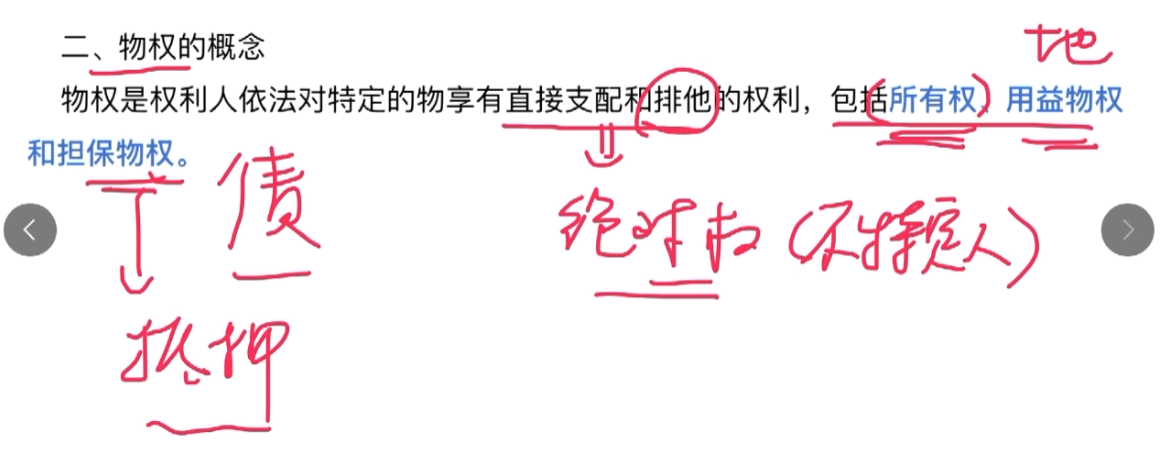 二、物权的概念
地
物权是权利人依法对特定的物享有直接支配和排他的权利，包括所有权、用益物权
和担保物权。
债
绝对权（不特定人）
抵押